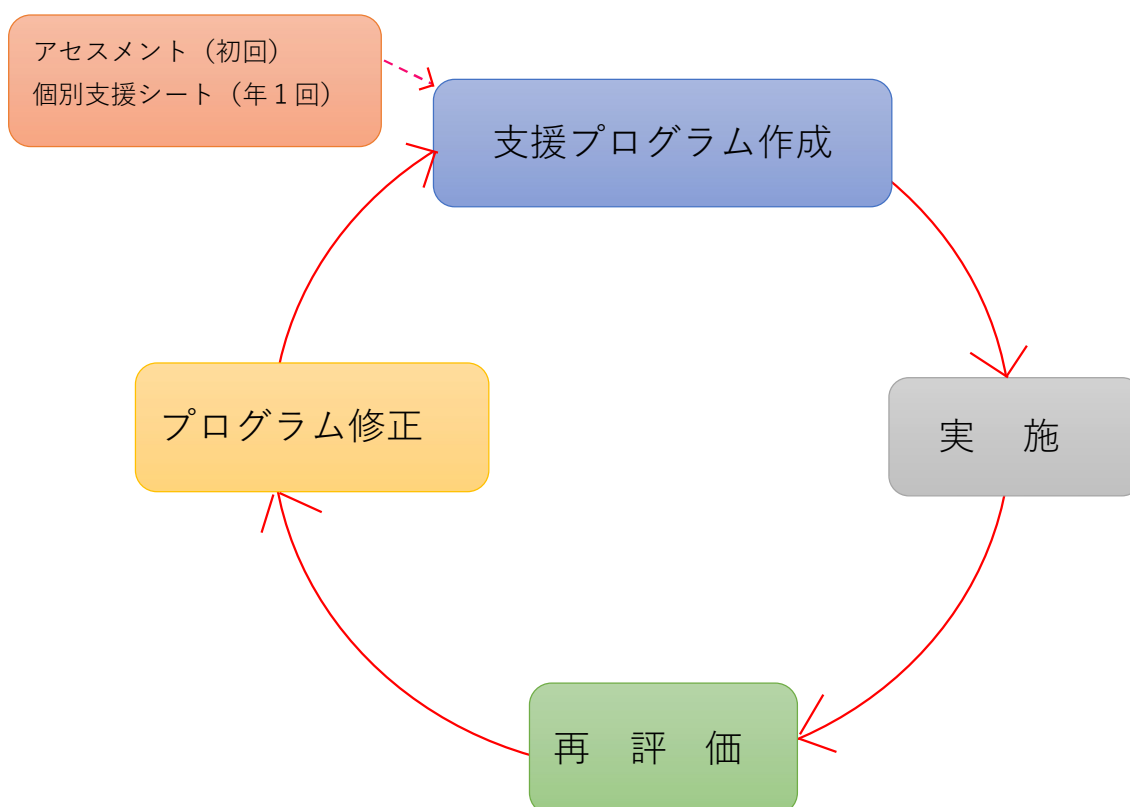 アセスメント（初回）
個別支援シート（年１回）
支援プログラム作成
実　施
再　評　価
プログラム修正